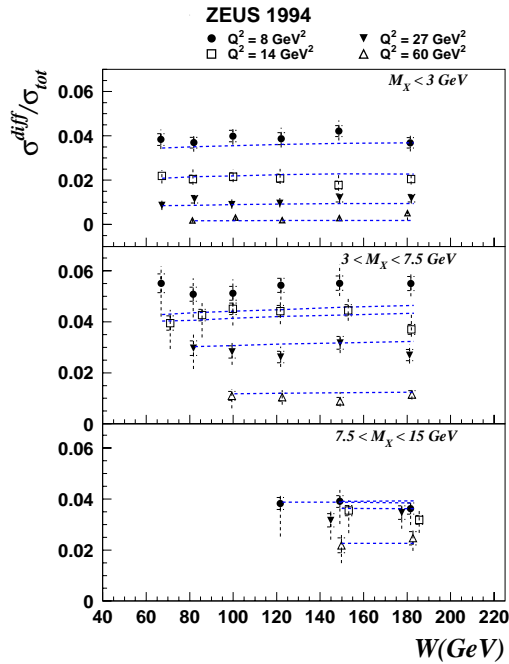 ZEUS 1994
Q² = 8 GeV² Q² = 27 GeV²
Q² = 14 GeV² Q² = 60 GeV²
σ^diff/σ_tot
M_X < 3 GeV
0.06
0.04
0.02
0
3 < M_X < 7.5 GeV
0.06
0.04
0.02
0
7.5 < M_X < 15 GeV
0.06
0.04
0.02
0
40 60 80 100 120 140 160 180 200 220
W(GeV)